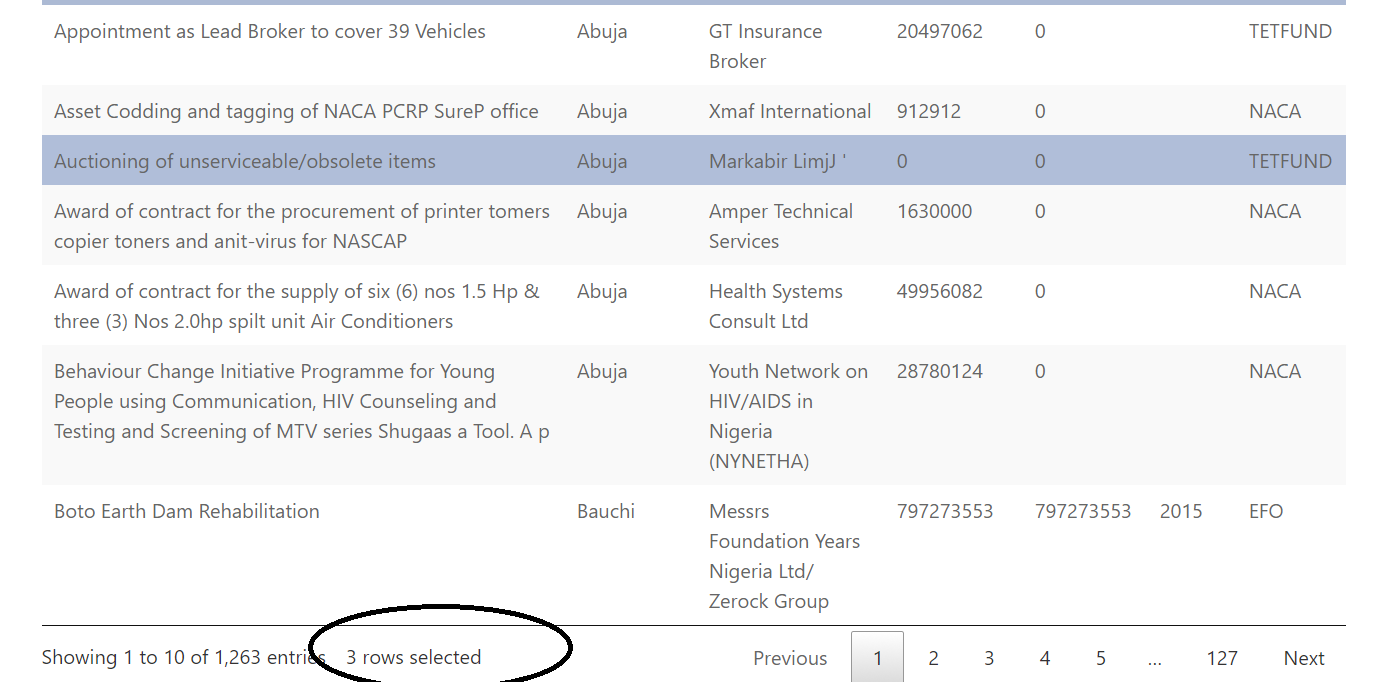 Appointment as Lead Broker to cover 39 Vehicles Abuja GT Insurance 20497062 0 TETFUND
Broker
Asset Codding and tagging of NACA PCRP SureP office Abuja Xmaf International 912912 0 NACA
Auctioning of unserviceable/obsolete items Abuja Markabir LimjJ ' 0 0 TETFUND
Award of contract for the procurement of printer tomers Abuja Amper Technical 1630000 0 NACA
copier toners and anit-virus for NASCAP Services
Award of contract for the supply of six (6) nos 1.5 Hp & Abuja Health Systems 49956082 0 NACA
three (3) Nos 2.0hp spilt unit Air Conditioners Consult Ltd
Behaviour Change Initiative Programme for Young Abuja Youth Network on 28780124 0 NACA
People using Communication, HIV Counseling and HIV/AIDS in
Testing and Screening of MTV series Shugaas a Tool. A p Nigeria
(NYNETHA)
Boto Earth Dam Rehabilitation Bauchi Messrs 797273553 797273553 2015 EFO
Foundation Years
Nigeria Ltd/
Zerock Group
Showing 1 to 10 of 1,263 entries 3 rows selected Previous 1 2 3 4 5 ... 127 Next